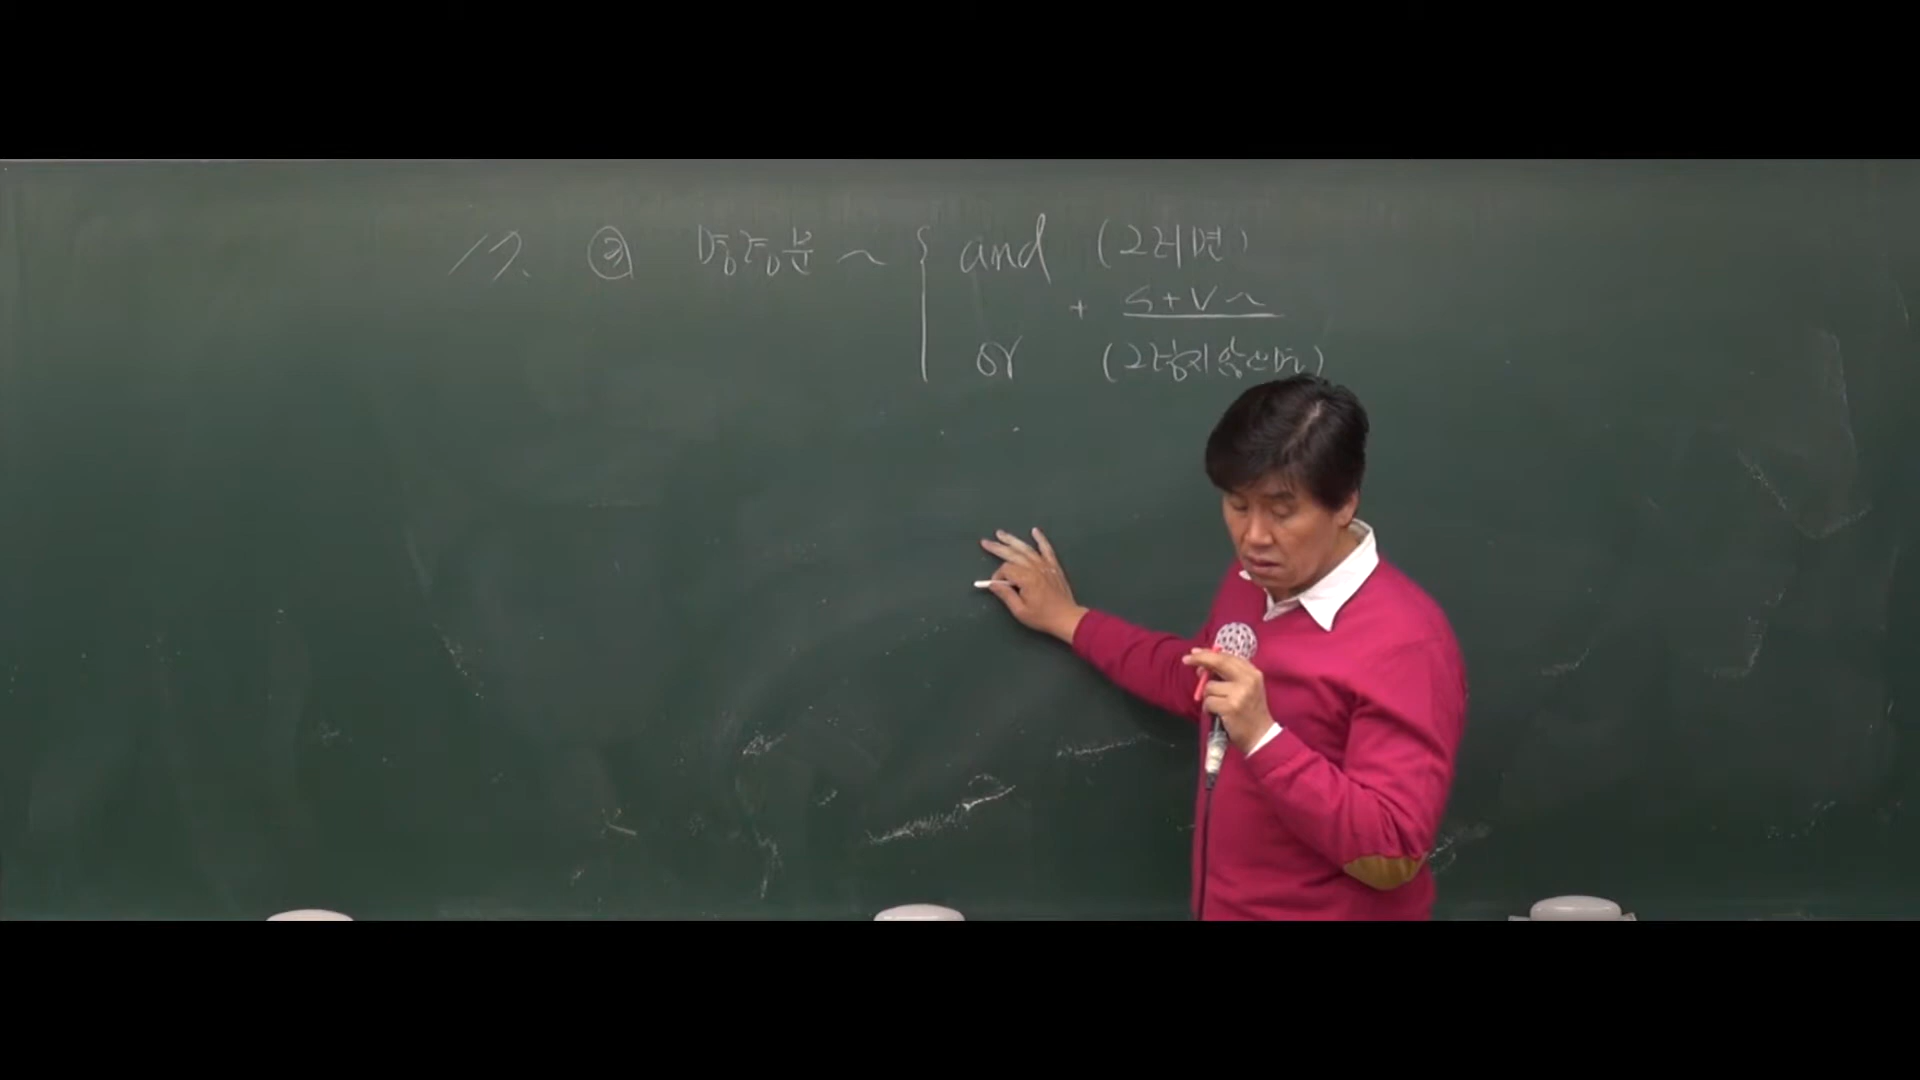 17. ③ 명령문 ~ { and (그러면)
+ S+V~
or (그렇지 않으면)